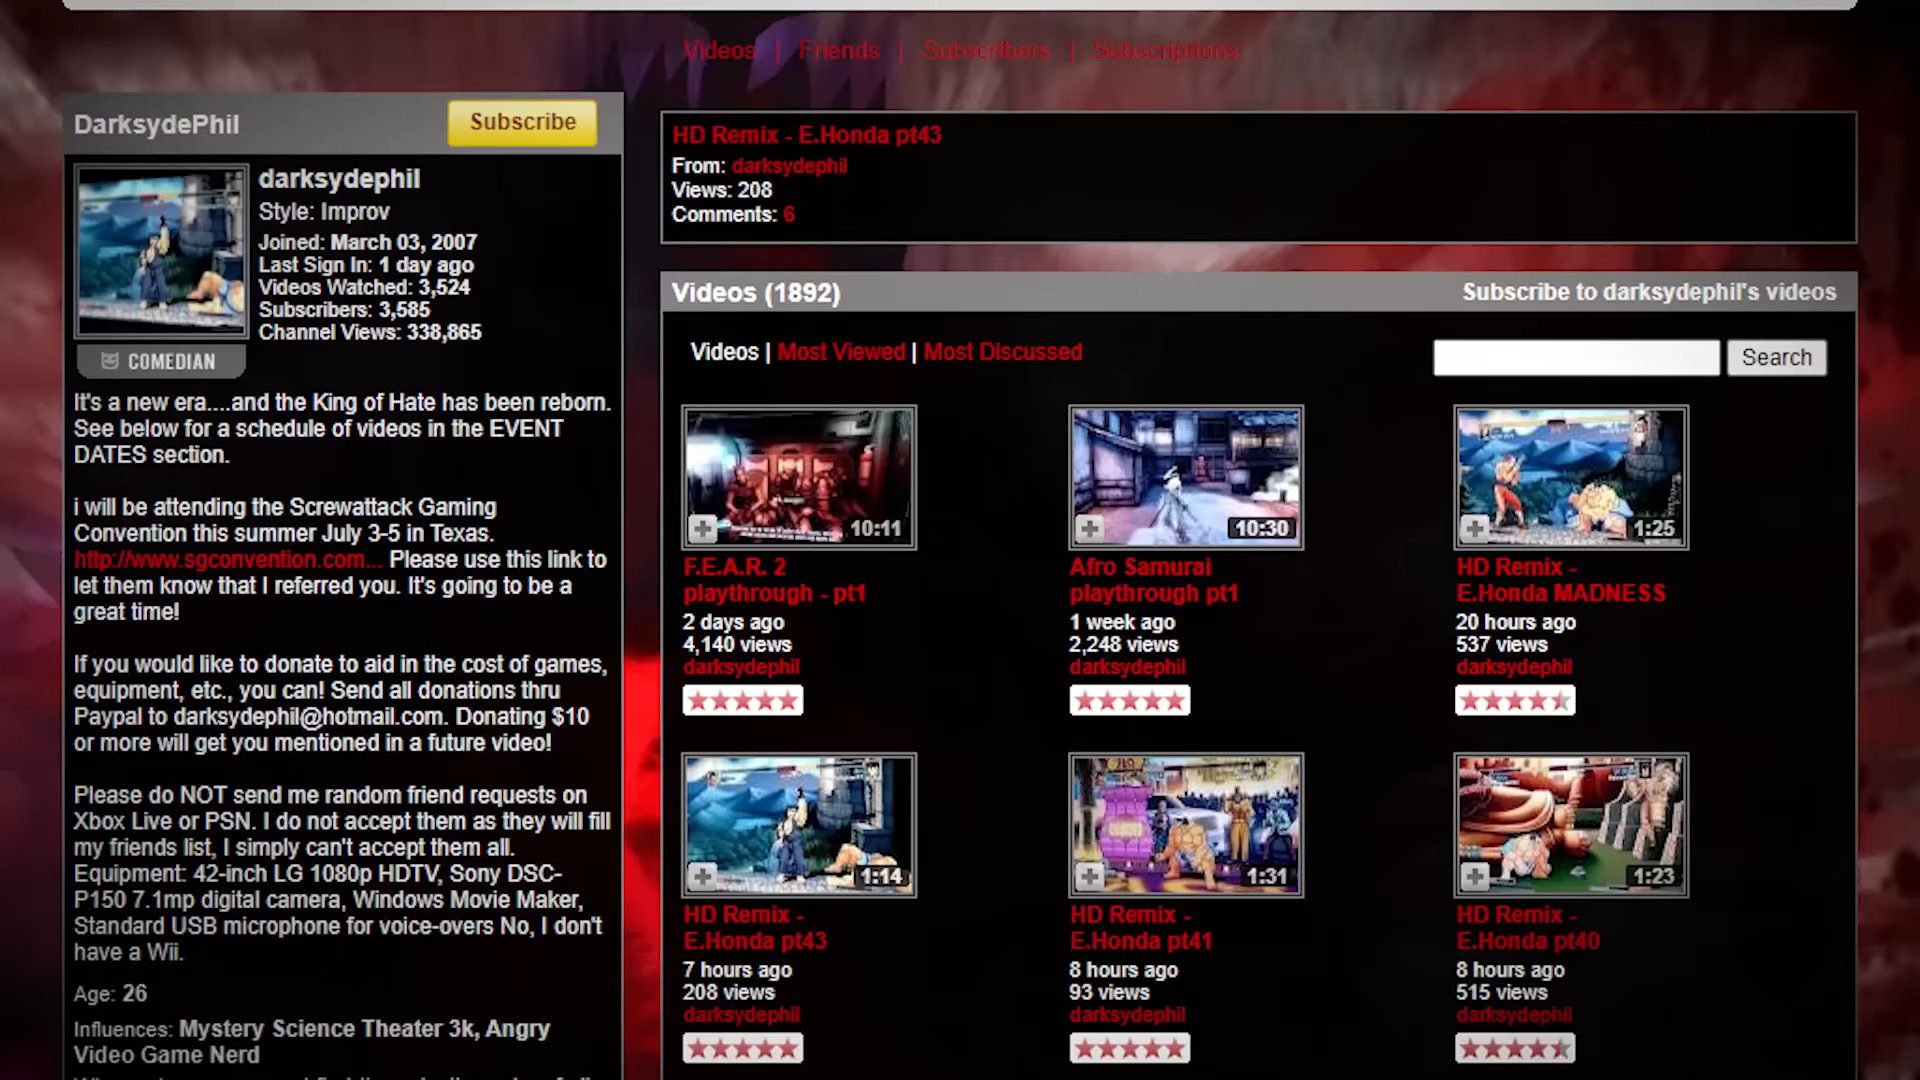 Videos | Friends | Subscribers | Subscriptions
DarksydePhil
Subscribe
darksydephil
Style: Improv
Joined: March 03, 2007
Last Sign In: 1 day ago
Videos Watched: 3,524
Subscribers: 3,585
Channel Views: 338,865
COMEDIAN
It's a new era....and the King of Hate has been reborn.
See below for a schedule of videos in the EVENT
DATES section.
i will be attending the Screwattack Gaming
Convention this summer July 3-5 in Texas.
http://www.sgconvention.com... Please use this link to
let them know that I referred you. It's going to be a
great time!
If you would like to donate to aid in the cost of games,
equipment, etc., you can! Send all donations thru
Paypal to darksydephil@hotmail.com. Donating $10
or more will get you mentioned in a future video!
Please do NOT send me random friend requests on
Xbox Live or PSN. I do not accept them as they will fill
my friends list, I simply can't accept them all.
Equipment: 42-inch LG 1080p HDTV, Sony DSC-
P150 7.1mp digital camera, Windows Movie Maker,
Standard USB microphone for voice-overs No, I don't
have a Wii.
Age: 26
Influences: Mystery Science Theater 3k, Angry
Video Game Nerd
HD Remix - E.Honda pt43
From: darksydephil
Views: 208
Comments: 6
Videos (1892)
Subscribe to darksydephil's videos
Videos | Most Viewed | Most Discussed
Search
10:11
F.E.A.R. 2
playthrough - pt1
2 days ago
4,140 views
darksydephil
10:30
Afro Samurai
playthrough pt1
1 week ago
2,248 views
darksydephil
1:25
HD Remix -
E.Honda MADNESS
20 hours ago
537 views
darksydephil
1:14
HD Remix -
E.Honda pt43
7 hours ago
208 views
darksydephil
1:31
HD Remix -
E.Honda pt41
8 hours ago
93 views
darksydephil
1:23
HD Remix -
E.Honda pt40
8 hours ago
515 views
darksydephil